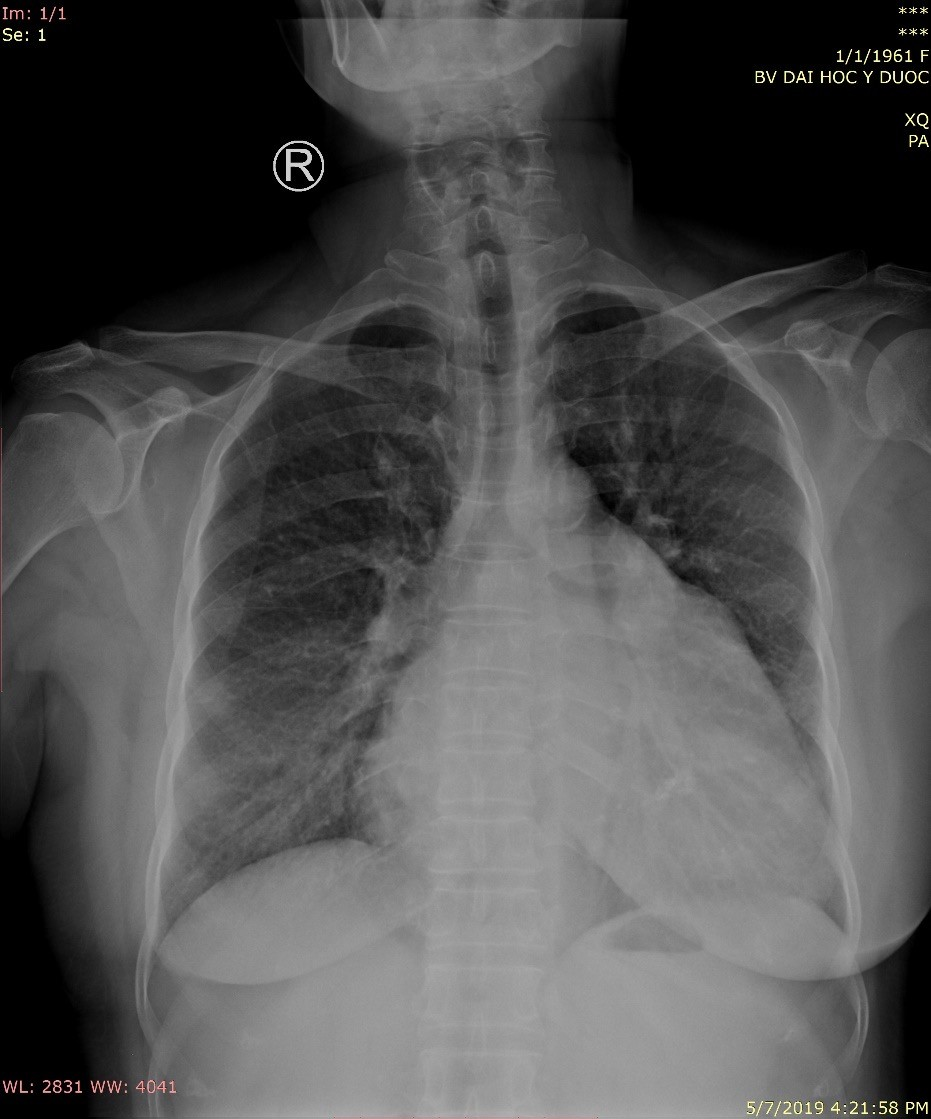 Im: 1/1
Se: 1
***
***
1/1/1961 F
BV DAI HOC Y DUOC
XQ
PA
R
WL: 2831 WW: 4041
5/7/2019 4:21:58 PM